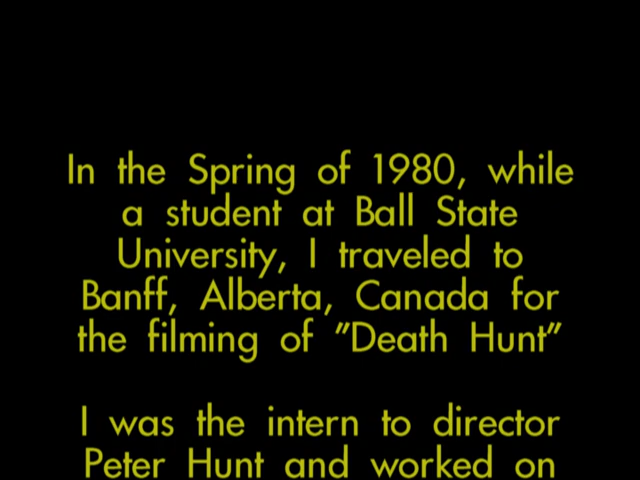 In the Spring of 1980, while
a student at Ball State
University, I traveled to
Banff, Alberta, Canada for
the filming of "Death Hunt"
I was the intern to director
Peter Hunt and worked on